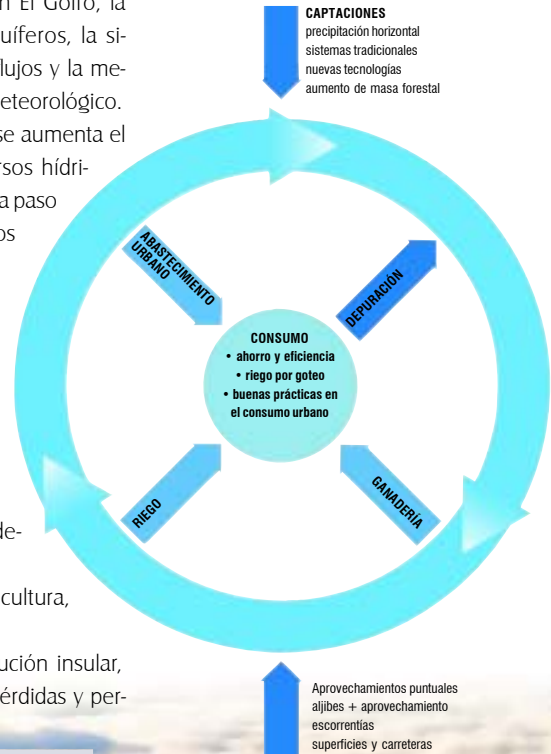 n El Golfo, la
uíferos, la si-
flujos y la me-
eteorológico.
se aumenta el
rsos hídri-
a paso
os
de-
cultura,
ución insular,
érdidas y per-
CAPTACIONES
precipitación horizontal
sistemas tradicionales
nuevas tecnologías
aumento de masa forestal
ABASTECIMIENTO
URBANO
DEPURACIÓN
CONSUMO
• ahorro y eficiencia
• riego por goteo
• buenas prácticas en
el consumo urbano
RIEGO
GANADERÍA
Aprovechamientos puntuales
aljibes + aprovechamiento
escorrentías
superficies y carreteras